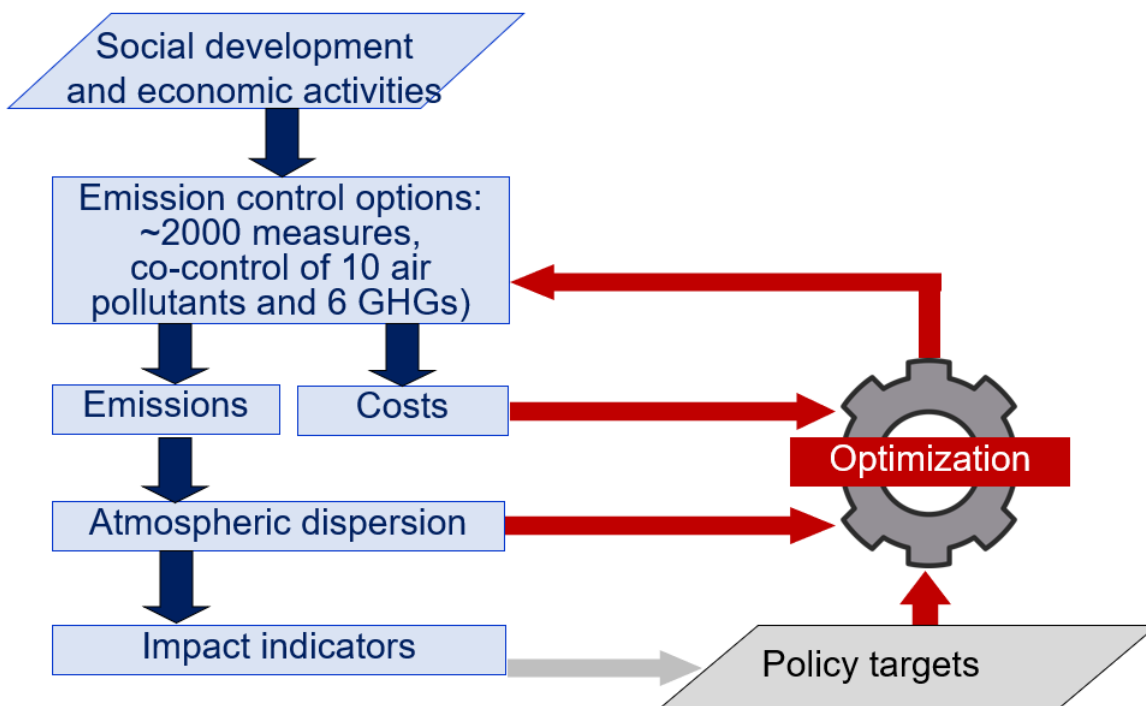 Social development
and economic activities
Emission control options:
~2000 measures,
co-control of 10 air
pollutants and 6 GHGs)
Emissions
Costs
Optimization
Atmospheric dispersion
Impact indicators
Policy targets